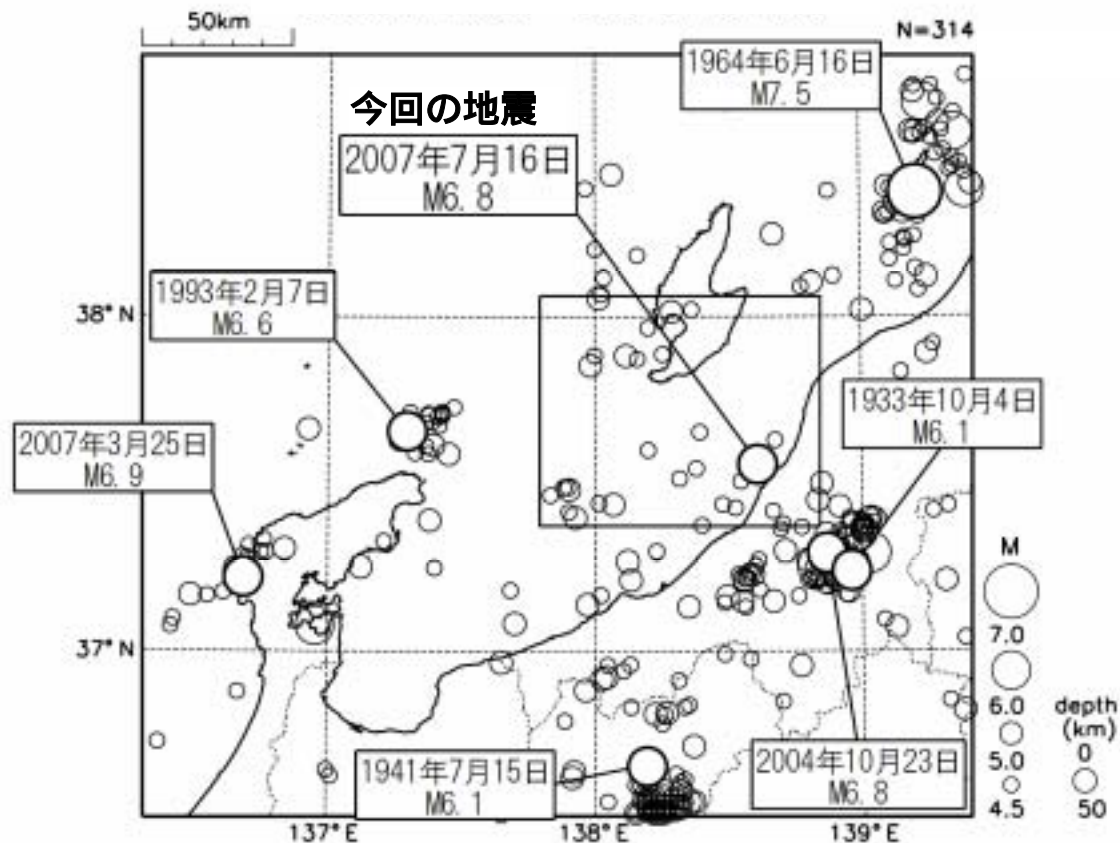 50km
N=314
1964年6月16日
M7.5
今回の地震
2007年7月16日
M6.8
1993年2月7日
M6.6
38°N
1933年10月4日
M6.1
2007年3月25日
M6.9
M
7.0
37°N
6.0
depth
(km)
5.0
0
4.5
50
1941年7月15日
M6.1
2004年10月23日
M6.8
137°E
138°E
139°E